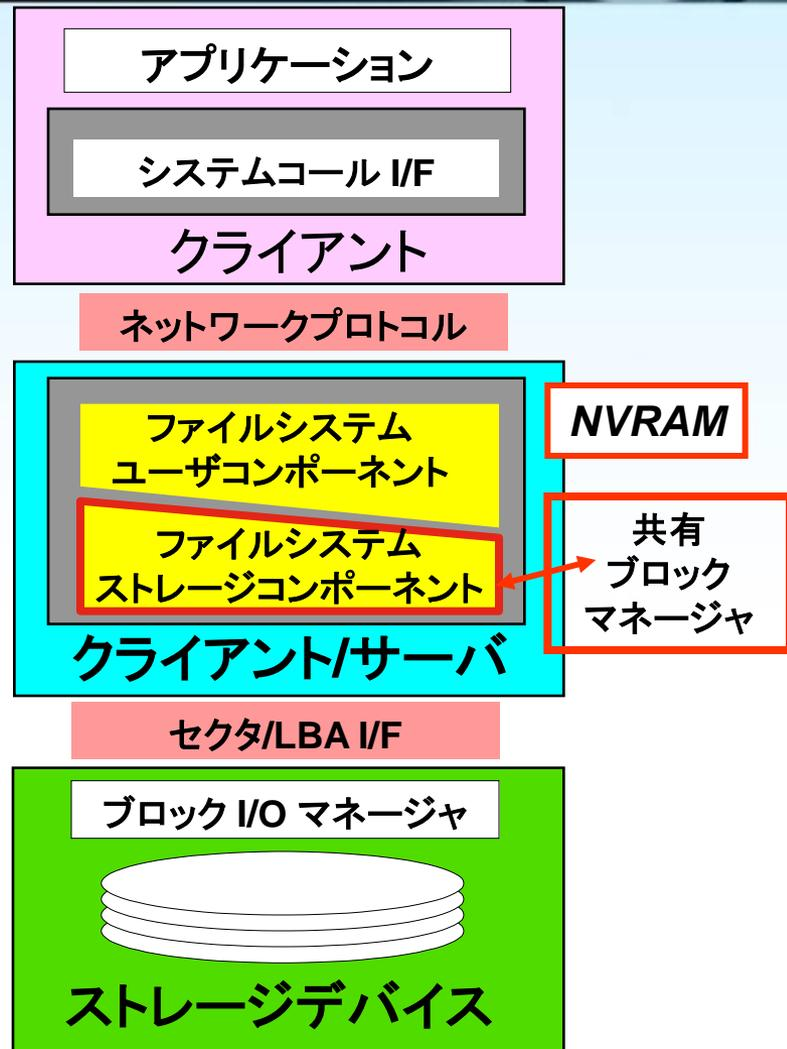 アプリケーション
システムコール I/F
クライアント
ネットワークプロトコル
ファイルシステム
ユーザコンポーネント
NVRAM
ファイルシステム
ストレージコンポーネント
共有
ブロック
マネージャ
クライアント/サーバ
セクタ/LBA I/F
ブロック I/O マネージャ
ストレージデバイス